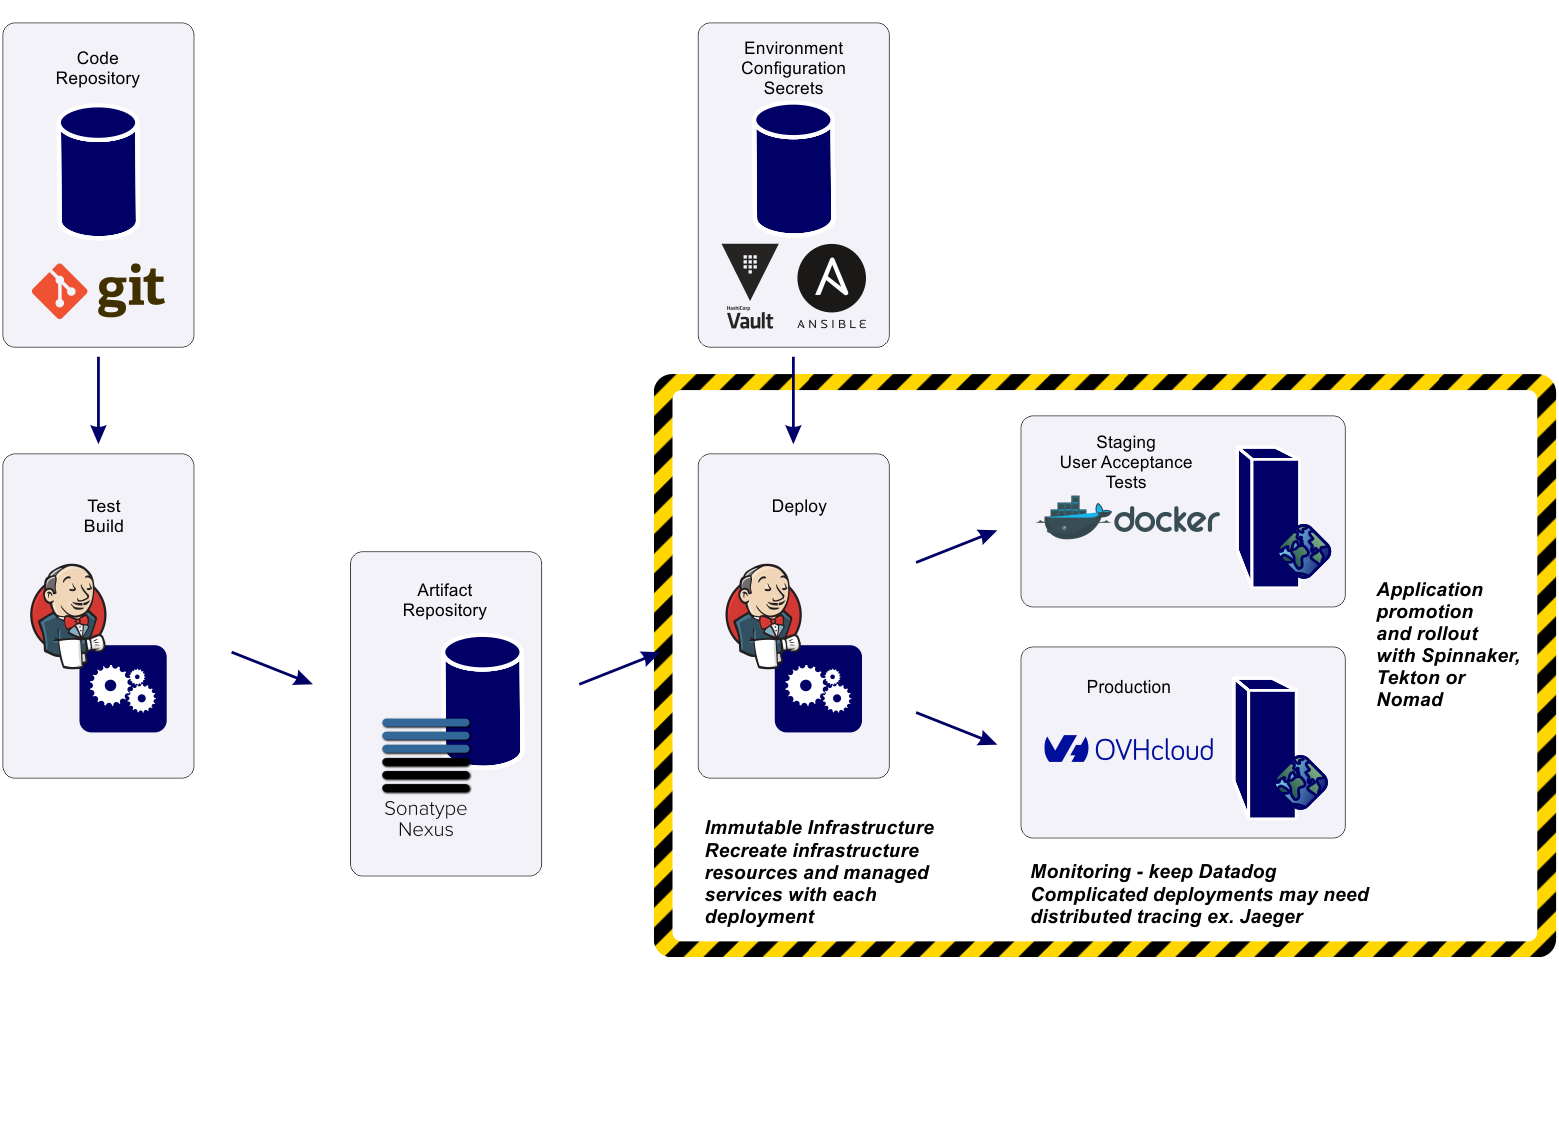 Code
Repository
git
Environment
Configuration
Secrets
HashiCorp
Vault
ANSIBLE
Test
Build
Artifact
Repository
Sonatype
Nexus
Deploy
Staging
User Acceptance
Tests
docker
Production
OVHcloud
Application
promotion
and rollout
with Spinnaker,
Tekton or
Nomad
Immutable Infrastructure
Recreate infrastructure
resources and managed
services with each
deployment
Monitoring - keep Datadog
Complicated deployments may need
distributed tracing ex. Jaeger